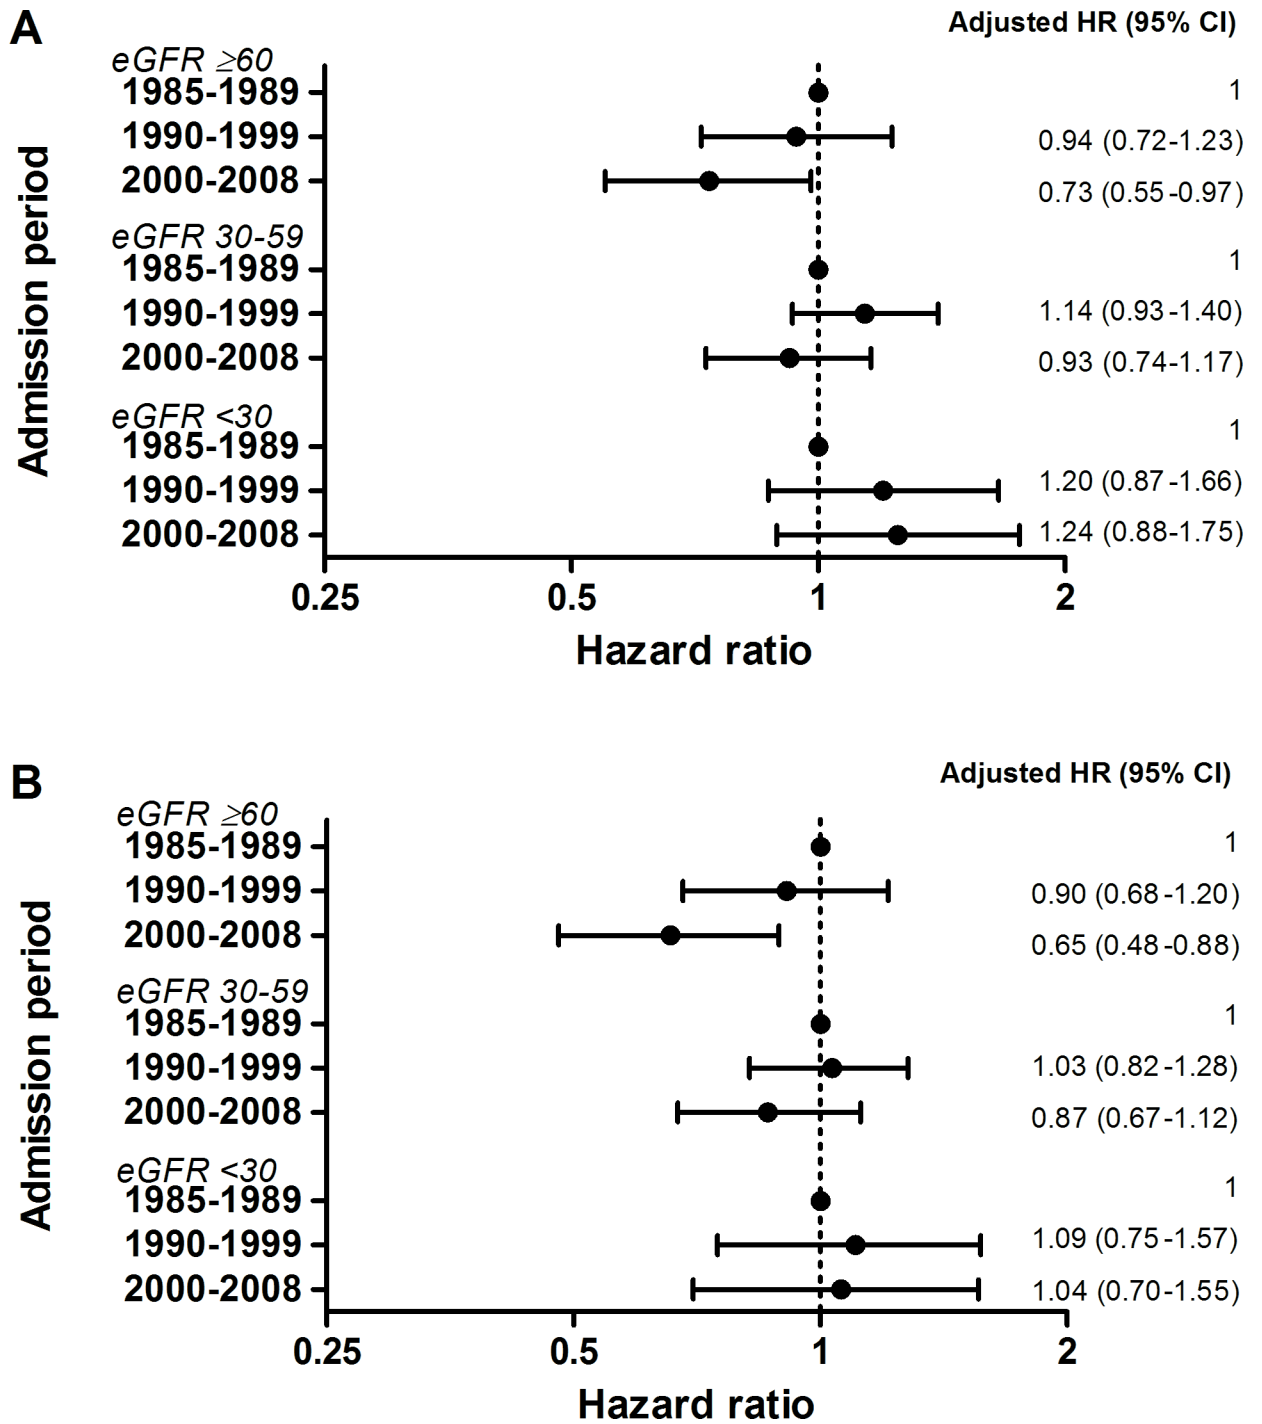 A
Adjusted HR (95% CI)
eGFR ≥60
1985-1989 1
1990-1999 0.94 (0.72-1.23)
2000-2008 0.73 (0.55-0.97)
eGFR 30-59
1985-1989 1
1990-1999 1.14 (0.93-1.40)
2000-2008 0.93 (0.74-1.17)
eGFR <30
1985-1989 1
1990-1999 1.20 (0.87-1.66)
2000-2008 1.24 (0.88-1.75)
Admission period
0.25 0.5 1 2
Hazard ratio
B
Adjusted HR (95% CI)
eGFR ≥60
1985-1989 1
1990-1999 0.90 (0.68-1.20)
2000-2008 0.65 (0.48-0.88)
eGFR 30-59
1985-1989 1
1990-1999 1.03 (0.82-1.28)
2000-2008 0.87 (0.67-1.12)
eGFR <30
1985-1989 1
1990-1999 1.09 (0.75-1.57)
2000-2008 1.04 (0.70-1.55)
Admission period
0.25 0.5 1 2
Hazard ratio